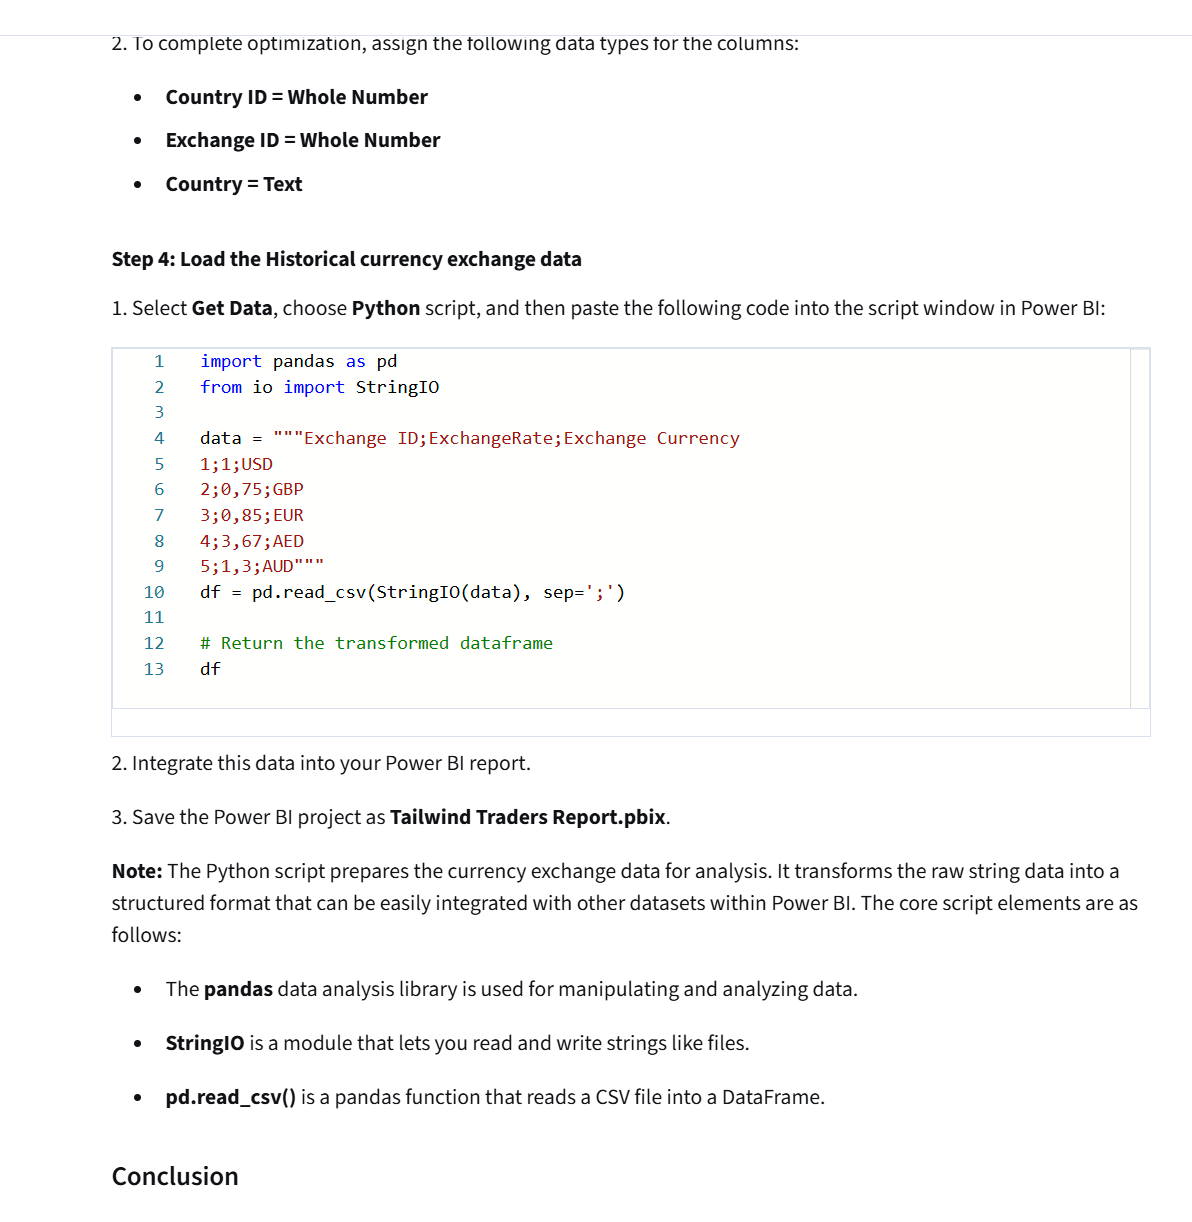 2. To complete optimization, assign the following data types for the columns:
• Country ID = Whole Number
• Exchange ID = Whole Number
• Country = Text
Step 4: Load the Historical currency exchange data
1. Select Get Data, choose Python script, and then paste the following code into the script window in Power BI:
1 import pandas as pd
2 from io import StringIO
3
4 data = """Exchange ID;ExchangeRate;Exchange Currency
5 1;1;USD
6 2;0,75;GBP
7 3;0,85;EUR
8 4;3,67;AED
9 5;1,3;AUD"""
10 df = pd.read_csv(StringIO(data), sep=';')
11
12 # Return the transformed dataframe
13 df
2. Integrate this data into your Power BI report.
3. Save the Power BI project as Tailwind Traders Report.pbix.
Note: The Python script prepares the currency exchange data for analysis. It transforms the raw string data into a
structured format that can be easily integrated with other datasets within Power BI. The core script elements are as
follows:
• The pandas data analysis library is used for manipulating and analyzing data.
• StringIO is a module that lets you read and write strings like files.
• pd.read_csv() is a pandas function that reads a CSV file into a DataFrame.
Conclusion